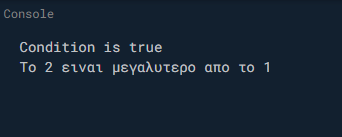 Console
Condition is true
Το 2 ειναι μεγαλυτερο απο το 1